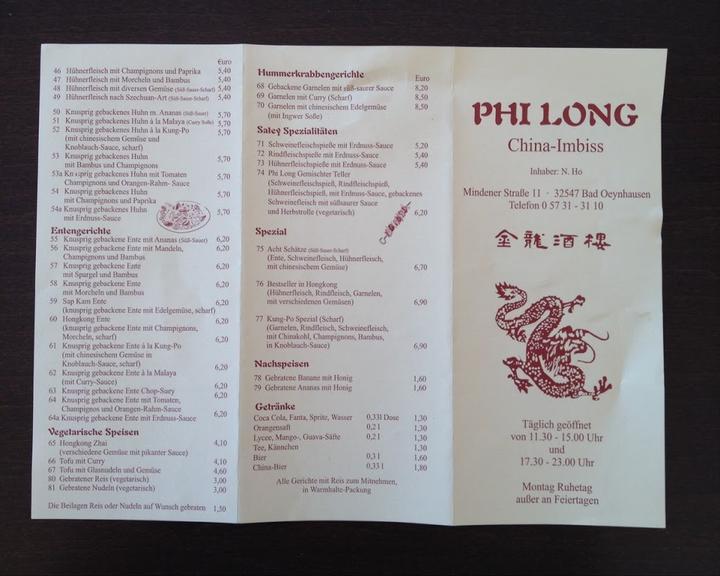 €uro
46 Hühnerfleisch mit Champignons und Paprika 5,40
47 Hühnerfleisch mit Morcheln und Bambus 5,40
48 Hühnerfleisch mit diversen Gemüse (Süß-Sauer-Scharf) 5,40
49 Hühnerfleisch nach Szechuan-Art (Süß-Sauer-Scharf) 5,40
50 Knusprig gebackenes Huhn m. Ananas (Süß-Sauer) 5,70
51 Knusprig gebackenes Huhn à la Malaya (Curry Soße) 5,70
52 Knusprig gebackenes Huhn à la Kung-Po 5,70
(mit chinesischem Gemüse und
Knoblauch-Sauce, scharf)
53 Knusprig gebackenes Huhn 5,70
mit Bambus und Champignons
53a Knusprig gebackenes Huhn mit Tomaten 5,70
Champignons und Orangen-Rahm- Sauce
54 Knusprig gebackenes Huhn 5,70
mit Champignons und Paprika
54a Knusprig gebackenes Huhn 5,70
mit Erdnuss-Sauce
Entengerichte
55 Knusprig gebackene Ente mit Ananas (Süß-Sauer) 6,20
56 Knusprig gebackene Ente mit Mandeln, 6,20
Champignons und Bambus
57 Knusprig gebackene Ente 6,20
mit Spargel und Bambus
58 Knusprig gebackene Ente 6,20
mit Morcheln und Bambus
59 Sap Kam Ente 6,20
(knusprig gebackene Ente mit Edelgemüse, scharf)
60 Hongkong Ente 6,20
(knusprig gebackene Ente mit Champignons,
Morcheln, scharf)
61 Knusprig gebackene Ente à la Kung-Po 6,20
(mit chinesischem Gemüse in
Knoblauch-Sauce, scharf)
62 Knusprig gebackene Ente à la Malaya 6,20
(mit Curry-Sauce)
63 Knusprig gebackene Ente Chop-Sury 6,20
64 Knusprig gebackene Ente mit Tomaten, 6,20
Champignos und Orangen-Rahm-Sauce
64a Knusprig gebackene Ente mit Erdnuss-Sauce 6,20
Vegetarische Speisen
65 Hongkong Zhai 4,10
(verschiedene Gemüse mit pikanter Sauce)
66 Tofu mit Curry 4,10
67 Tofu mit Glasnudeln und Gemüse 4,60
80 Gebratener Reis (vegetarisch) 3,00
81 Gebratene Nudeln (vegetarisch) 3,00
Die Beilagen Reis oder Nudeln auf Wunsch gebraten 1,50
Hummerkrabbengerichte
Euro
68 Gebackene Garnelen mit süß-saurer Sauce 8,20
69 Garnelen mit Curry (Scharf) 8,50
70 Garnelen mit chinesischem Edelgemüse 8,50
(mit Ingwer Soße)
Satey Spezialitäten
71 Schweinefleischspieße mit Erdnuss-Sauce 5,20
72 Rindfleischspieße mit Erdnuss-Sauce 5,40
73 Hühnerfleischspieße mit Erdnuss-Sauce 5,40
74 Phi Long Gemischter Teller
(Schweinefleischspieß, Rindfleischspieß,
Hühnerfleischspieß, mit Erdnuss-Sauce, gebackenes
Schweinefleisch mit süßsaurer Sauce
und Herbstrolle (vegetarisch) 6,20
Spezial
75 Acht Schätze (Süß-Sauer-Scharf)
(Ente, Schweinefleisch, Hühnerfleisch,
mit chinesischem Gemüse) 6,70
76 Bestseller in Hongkong
(Hühnerfleisch, Rindfleisch, Garnelen,
mit verschiedenen Gemüsen) 6,90
77 Kung-Po Spezial (Scharf)
(Garnelen, Rindfleisch, Schweinefleisch,
mit Chinakohl, Champignons, Bambus,
in Knoblauch-Sauce) 6,90
Nachspeisen
78 Gebratene Banane mit Honig 1,60
79 Gebratene Ananas mit Honig 1,60
Getränke
Coca Cola, Fanta, Spritz, Wasser 0,33l Dose 1,30
Orangensaft 0,2 l 1,30
Lycee, Mango-, Guava-Säfte 0,2 l 1,30
Tee, Kännchen 1,30
Bier 0,3 l 1,60
China-Bier 0,33 l 1,80
Alle Gerichte mit Reis zum Mitnehmen,
in Warmhalte-Packung
PHI LONG
China-Imbiss
Inhaber: N. Ho
Mindener Straße 11 · 32547 Bad Oeynhausen
Telefon 0 57 31 - 31 10
金龍酒樓
Täglich geöffnet
von 11.30 - 15.00 Uhr
und
17.30 - 23.00 Uhr
Montag Ruhetag
außer an Feiertagen